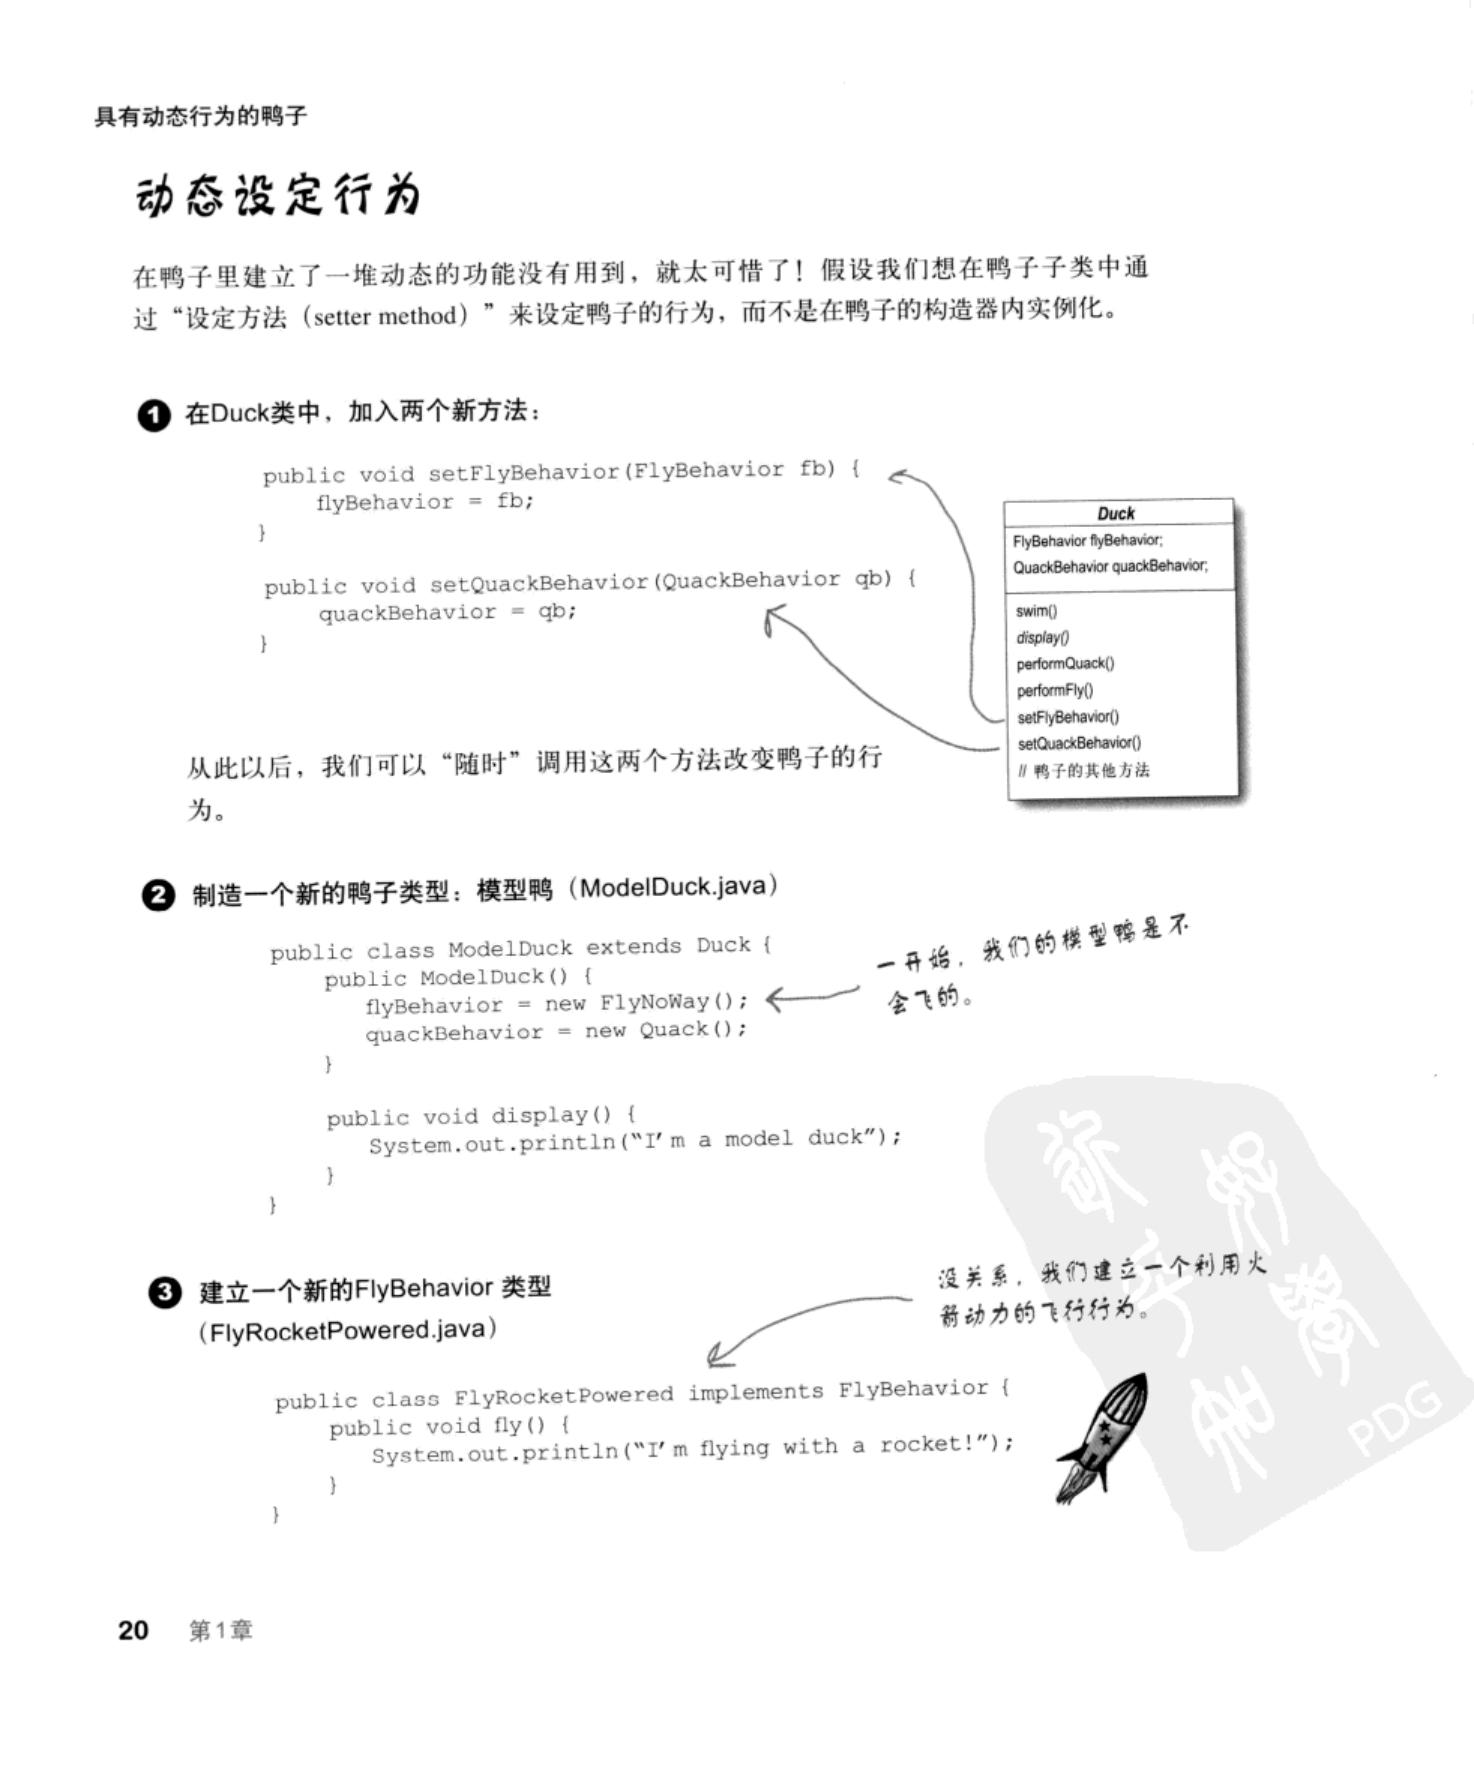 具有动态行为的鸭子
动态设定行为
在鸭子里建立了一堆动态的功能没有用到，就太可惜了！假设我们想在鸭子子类中通
过“设定方法（setter method）”来设定鸭子的行为，而不是在鸭子的构造器内实例化。
1 在Duck类中，加入两个新方法：
public void setFlyBehavior(FlyBehavior fb) {
flyBehavior = fb;
}
public void setQuackBehavior(QuackBehavior qb) {
quackBehavior = qb;
}
Duck
FlyBehavior flyBehavior;
QuackBehavior quackBehavior;
swim()
display()
performQuack()
performFly()
setFlyBehavior()
setQuackBehavior()
// 鸭子的其他方法
从此以后，我们可以“随时”调用这两个方法改变鸭子的行
为。
2 制造一个新的鸭子类型：模型鸭（ModelDuck.java）
public class ModelDuck extends Duck {
public ModelDuck() {
flyBehavior = new FlyNoWay();
quackBehavior = new Quack();
}
一开始，我们的模型鸭是不
会飞的。
public void display() {
System.out.println(“I’m a model duck”);
}
}
3 建立一个新的FlyBehavior 类型
（FlyRocketPowered.java）
没关系，我们建立一个利用火
箭动力的飞行行为。
public class FlyRocketPowered implements FlyBehavior {
public void fly() {
System.out.println(“I’m flying with a rocket!”);
}
}
PDG
20 第1章